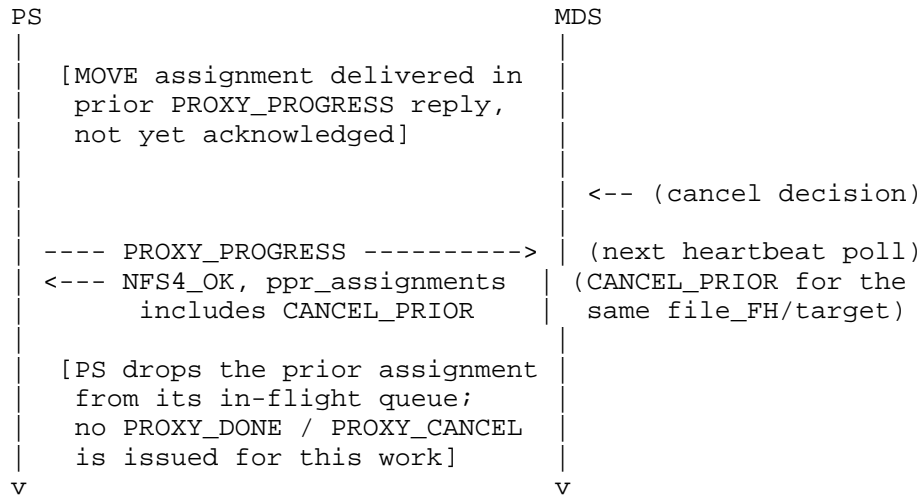 PS                                          MDS
|                                            |
|  [MOVE assignment delivered in             |
|   prior PROXY_PROGRESS reply,              |
|   not yet acknowledged]                    |
|                                            |
|                                            | <-- (cancel decision)
|                                            |
| ---- PROXY_PROGRESS ----------> |  (next heartbeat poll)
| <--- NFS4_OK, ppr_assignments   | (CANCEL_PRIOR for the
|       includes CANCEL_PRIOR     |  same file_FH/target)
|                                            |
|  [PS drops the prior assignment            |
|   from its in-flight queue;                |
|   no PROXY_DONE / PROXY_CANCEL             |
|   is issued for this work]                 |
v                                            v